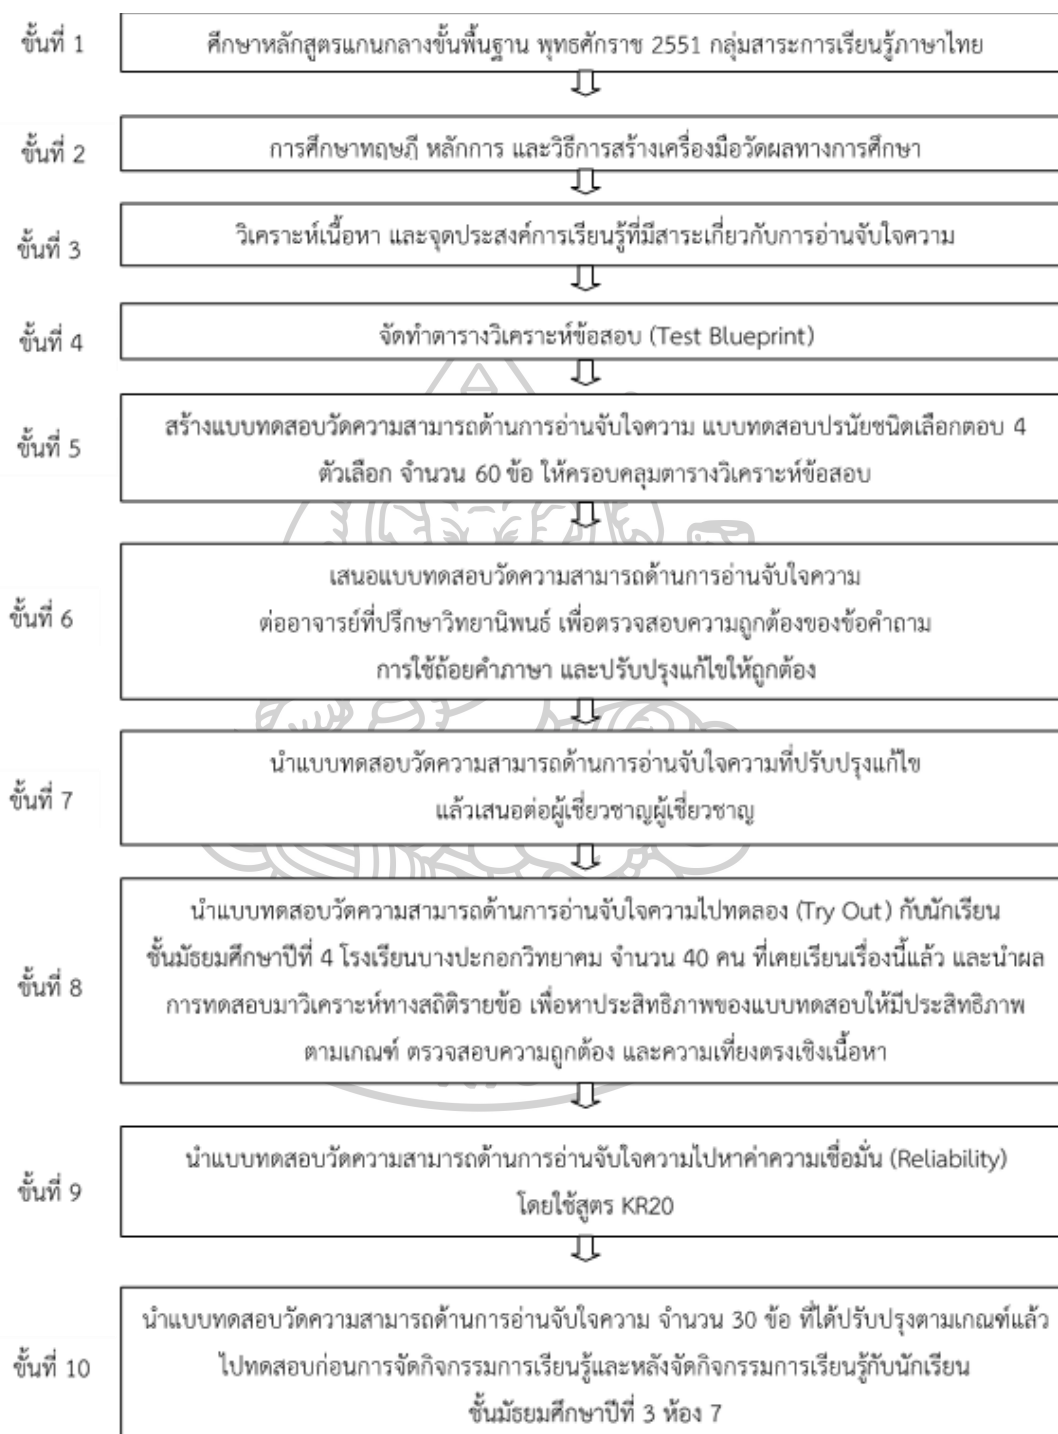 ขั้นที่ 1
ศึกษาหลักสูตรแกนกลางขั้นพื้นฐาน พุทธศักราช 2551 กลุ่มสาระการเรียนรู้ภาษาไทย
ขั้นที่ 2
การศึกษาทฤษฎี หลักการ และวิธีการสร้างเครื่องมือวัดผลทางการศึกษา
ขั้นที่ 3
วิเคราะห์เนื้อหา และจุดประสงค์การเรียนรู้ที่มีสาระเกี่ยวกับการอ่านจับใจความ
ขั้นที่ 4
จัดทำตารางวิเคราะห์ข้อสอบ (Test Blueprint)
ขั้นที่ 5
สร้างแบบทดสอบวัดความสามารถด้านการอ่านจับใจความ แบบทดสอบปรนัยชนิดเลือกตอบ 4
ตัวเลือก จำนวน 60 ข้อ ให้ครอบคลุมตารางวิเคราะห์ข้อสอบ
ขั้นที่ 6
เสนอแบบทดสอบวัดความสามารถด้านการอ่านจับใจความ
ต่ออาจารย์ที่ปรึกษาวิทยานิพนธ์ เพื่อตรวจสอบความถูกต้องของข้อคำถาม
การใช้ถ้อยคำภาษา และปรับปรุงแก้ไขให้ถูกต้อง
ขั้นที่ 7
นำแบบทดสอบวัดความสามารถด้านการอ่านจับใจความที่ปรับปรุงแก้ไข
แล้วเสนอต่อผู้เชี่ยวชาญผู้เชี่ยวชาญ
ขั้นที่ 8
นำแบบทดสอบวัดความสามารถด้านการอ่านจับใจความไปทดลอง (Try Out) กับนักเรียน
ชั้นมัธยมศึกษาปีที่ 4 โรงเรียนบางปะกอกวิทยาคม จำนวน 40 คน ที่เคยเรียนเรื่องนี้แล้ว และนำผล
การทดสอบมาวิเคราะห์ทางสถิติรายข้อ เพื่อหาประสิทธิภาพของแบบทดสอบให้มีประสิทธิภาพ
ตามเกณฑ์ ตรวจสอบความถูกต้อง และความเที่ยงตรงเชิงเนื้อหา
ขั้นที่ 9
นำแบบทดสอบวัดความสามารถด้านการอ่านจับใจความไปหาค่าความเชื่อมั่น (Reliability)
โดยใช้สูตร KR20
ขั้นที่ 10
นำแบบทดสอบวัดความสามารถด้านการอ่านจับใจความ จำนวน 30 ข้อ ที่ได้ปรับปรุงตามเกณฑ์แล้ว
ไปทดสอบก่อนการจัดกิจกรรมการเรียนรู้และหลังจัดกิจกรรมการเรียนรู้กับนักเรียน
ชั้นมัธยมศึกษาปีที่ 3 ห้อง 7